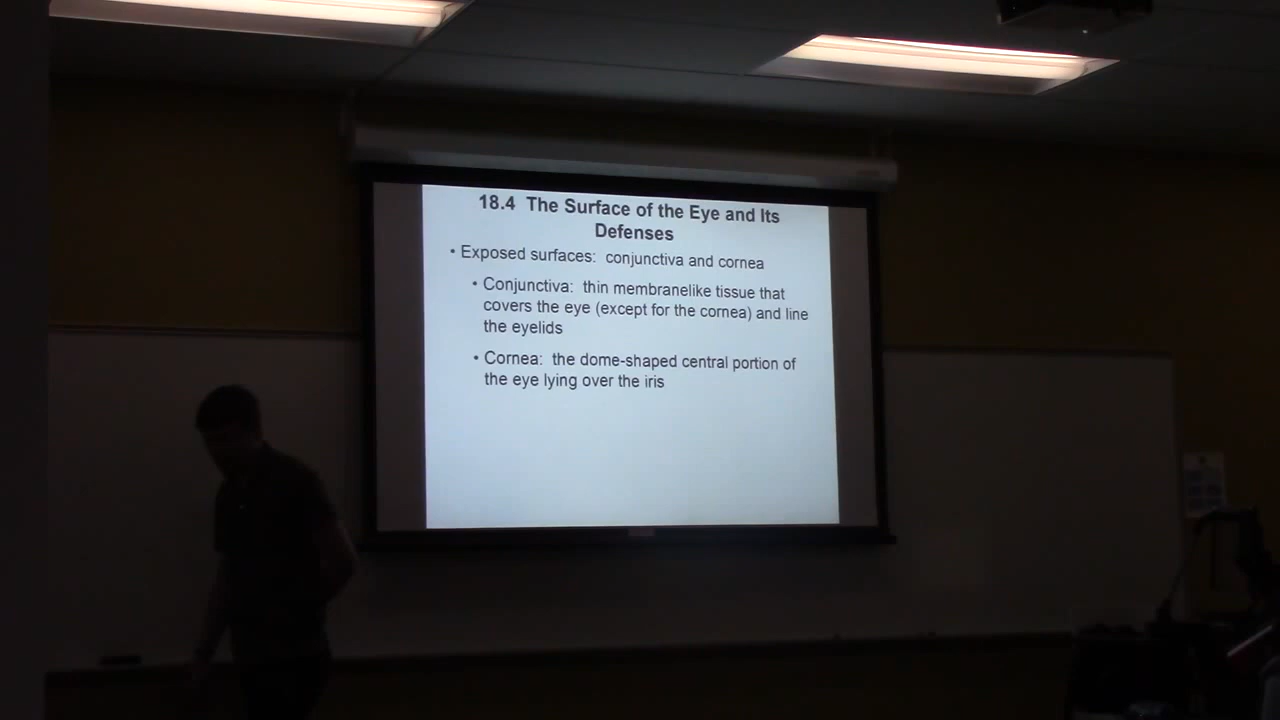 18.4 The Surface of the Eye and Its
Defenses
• Exposed surfaces: conjunctiva and cornea
• Conjunctiva: thin membranelike tissue that
covers the eye (except for the cornea) and line
the eyelids
• Cornea: the dome-shaped central portion of
the eye lying over the iris